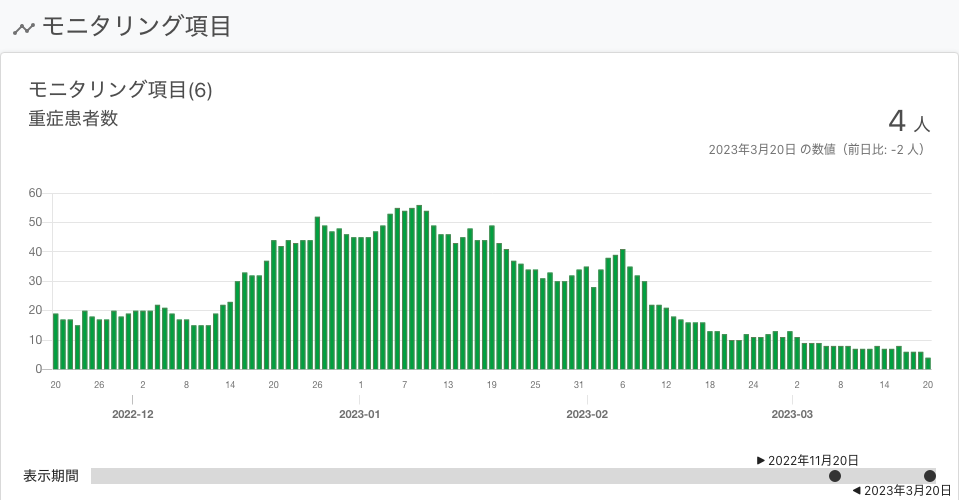 モニタリング項目
モニタリング項目(6)
重症患者数
4 人
2023年3月20日 の数値（前日比: -2 人）
60
50
40
30
20
10
0
20 26 2 8 14 20 26 1 7 13 19 25 31 6 12 18 24 2 8 14 20
2022-12 2023-01 2023-02 2023-03
2022年11月20日
表示期間
2023年3月20日